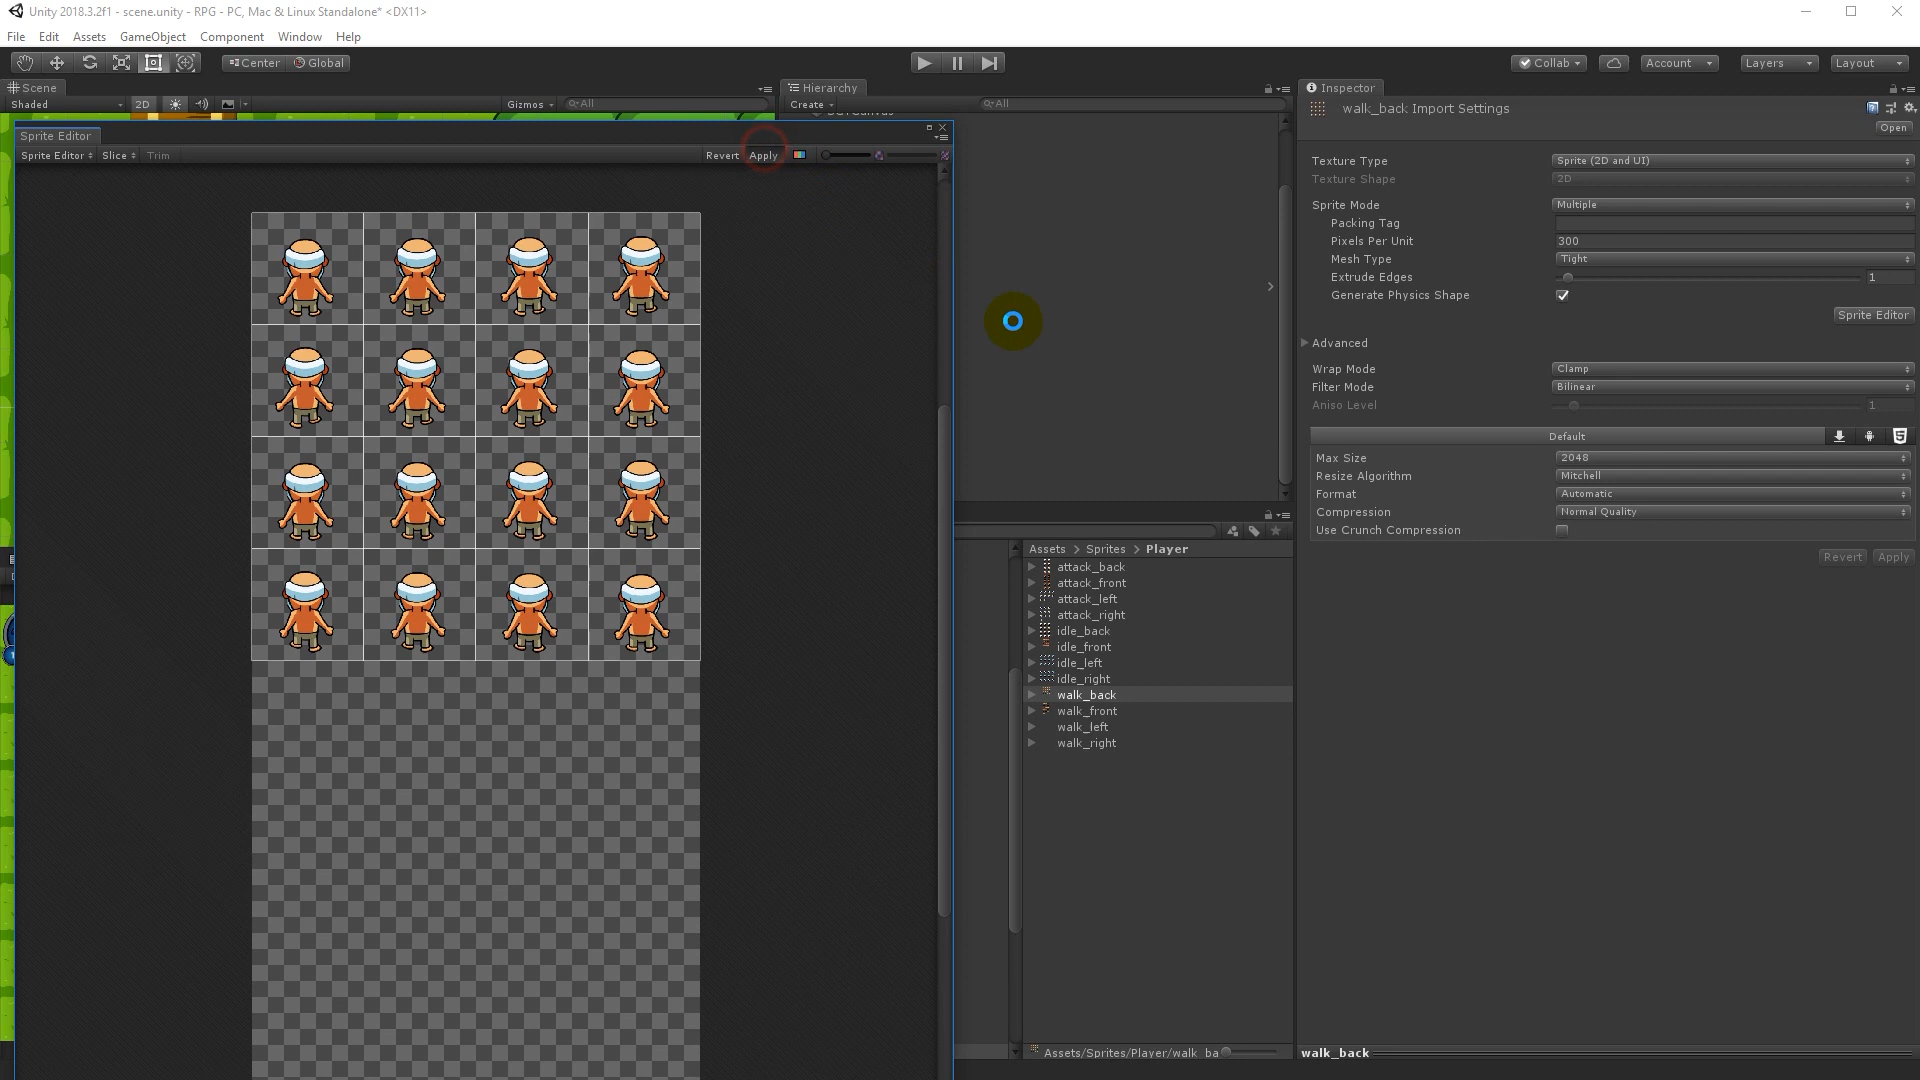 Unity 2018.3.2f1 - scene.unity - RPG - PC, Mac & Linux Standalone* <DX11>
File Edit Assets GameObject Component Window Help
Center Global
Collab Account Layers Layout
Scene
Shaded 2D Gizmos All
Hierarchy
Create All
Sprite Editor
Sprite Editor Slice Trim Revert Apply
Inspector
walk_back Import Settings
Open
Texture Type Sprite (2D and UI)
Texture Shape 2D
Sprite Mode Multiple
Packing Tag
Pixels Per Unit 300
Mesh Type Tight
Extrude Edges 1
Generate Physics Shape
Sprite Editor
Advanced
Wrap Mode Clamp
Filter Mode Bilinear
Aniso Level 1
Default
Max Size 2048
Resize Algorithm Mitchell
Format Automatic
Compression Normal Quality
Use Crunch Compression
Revert Apply
Assets > Sprites > Player
attack_back
attack_front
attack_left
attack_right
idle_back
idle_front
idle_left
idle_right
walk_back
walk_front
walk_left
walk_right
Assets/Sprites/Player/walk_ba
walk_back